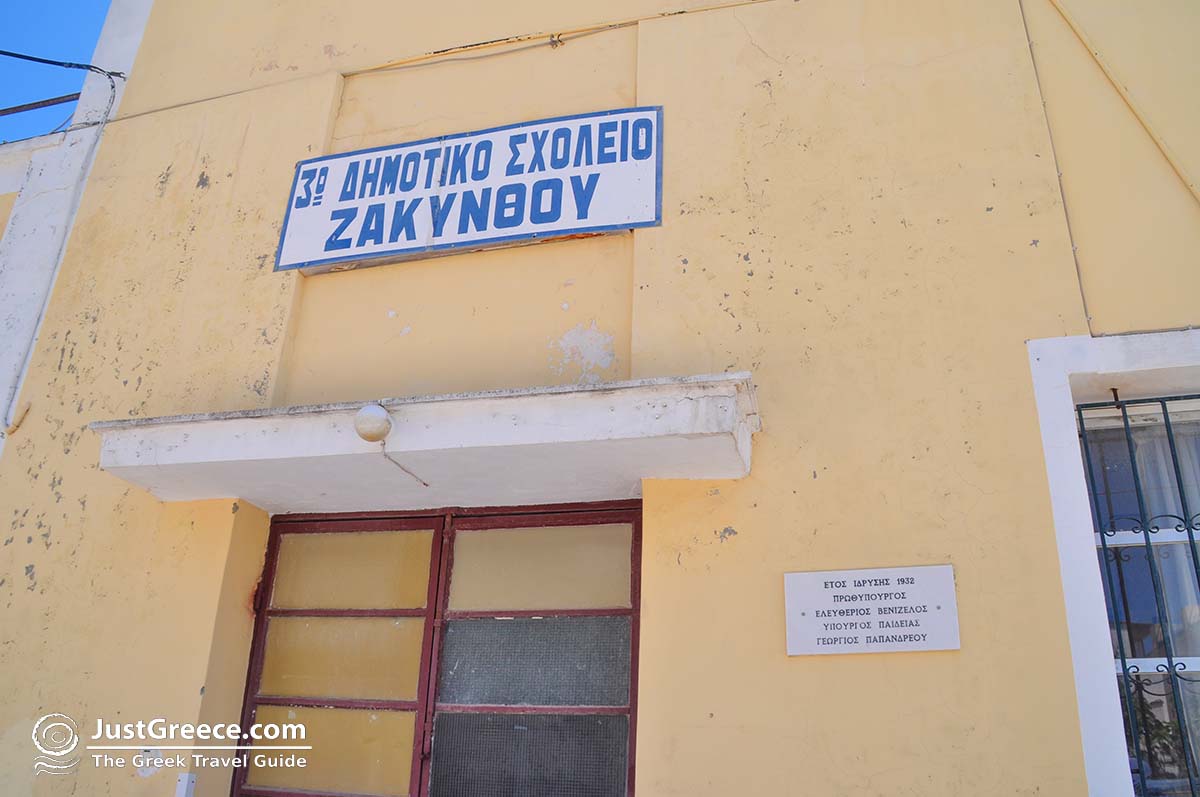 3ο ΔΗΜΟΤΙΚΟ ΣΧΟΛΕΙΟ
ΖΑΚΥΝΘΟΥ
ΕΤΟΣ ΙΔΡΥΣΗΣ 1932
ΠΡΩΘΥΠΟΥΡΓΟΣ
ΕΛΕΥΘΕΡΙΟΣ ΒΕΝΙΖΕΛΟΣ
ΥΠΟΥΡΓΟΣ ΠΑΙΔΕΙΑΣ
ΓΕΩΡΓΙΟΣ ΠΑΠΑΝΔΡΕΟΥ
JustGreece.com
The Greek Travel Guide